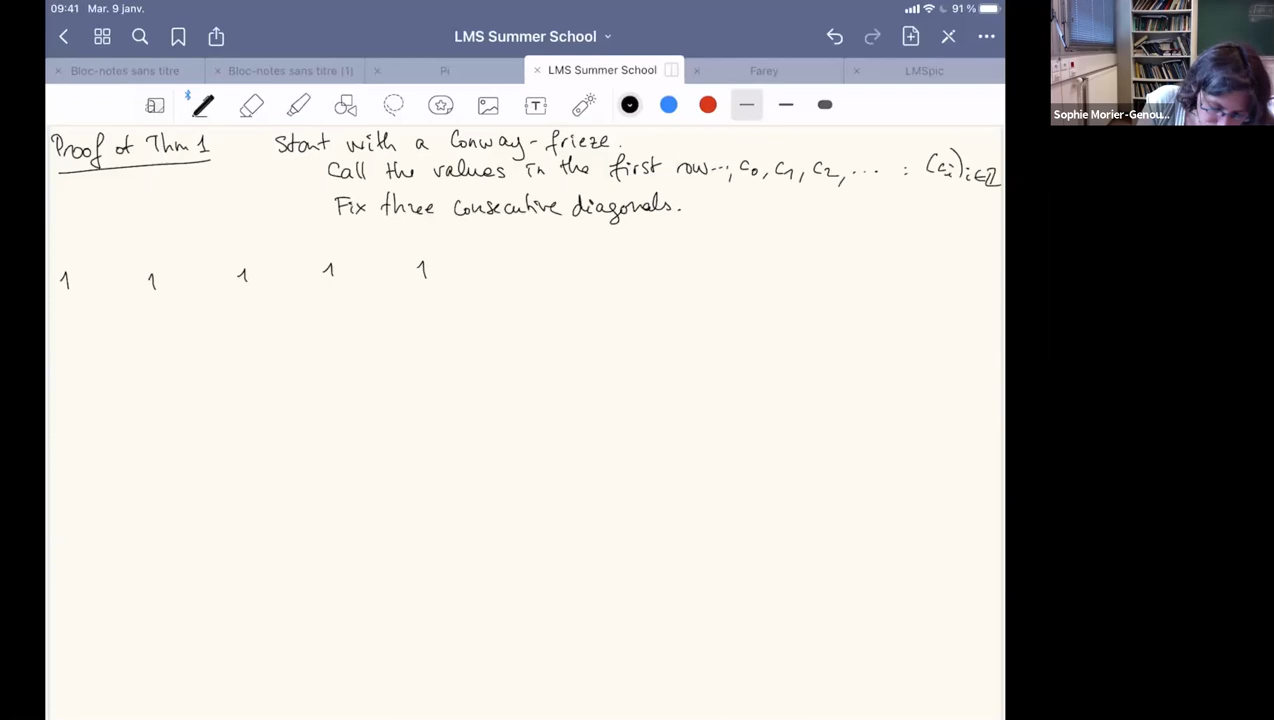 09:41 Mar. 9 janv.
91 %
LMS Summer School
Bloc-notes sans titre
Bloc-notes sans titre (1)
Pi
LMS Summer School
Farey
LMSpic
T
Sophie Morier-Genou...
Proof of Thm 1 Start with a Conway-frieze.
Call the values in the first row ..., c₀, c₁, c₂, ... : (cᵢ)ᵢ∈ℤ
Fix three consecutive diagonals.
1 1 1 1 1